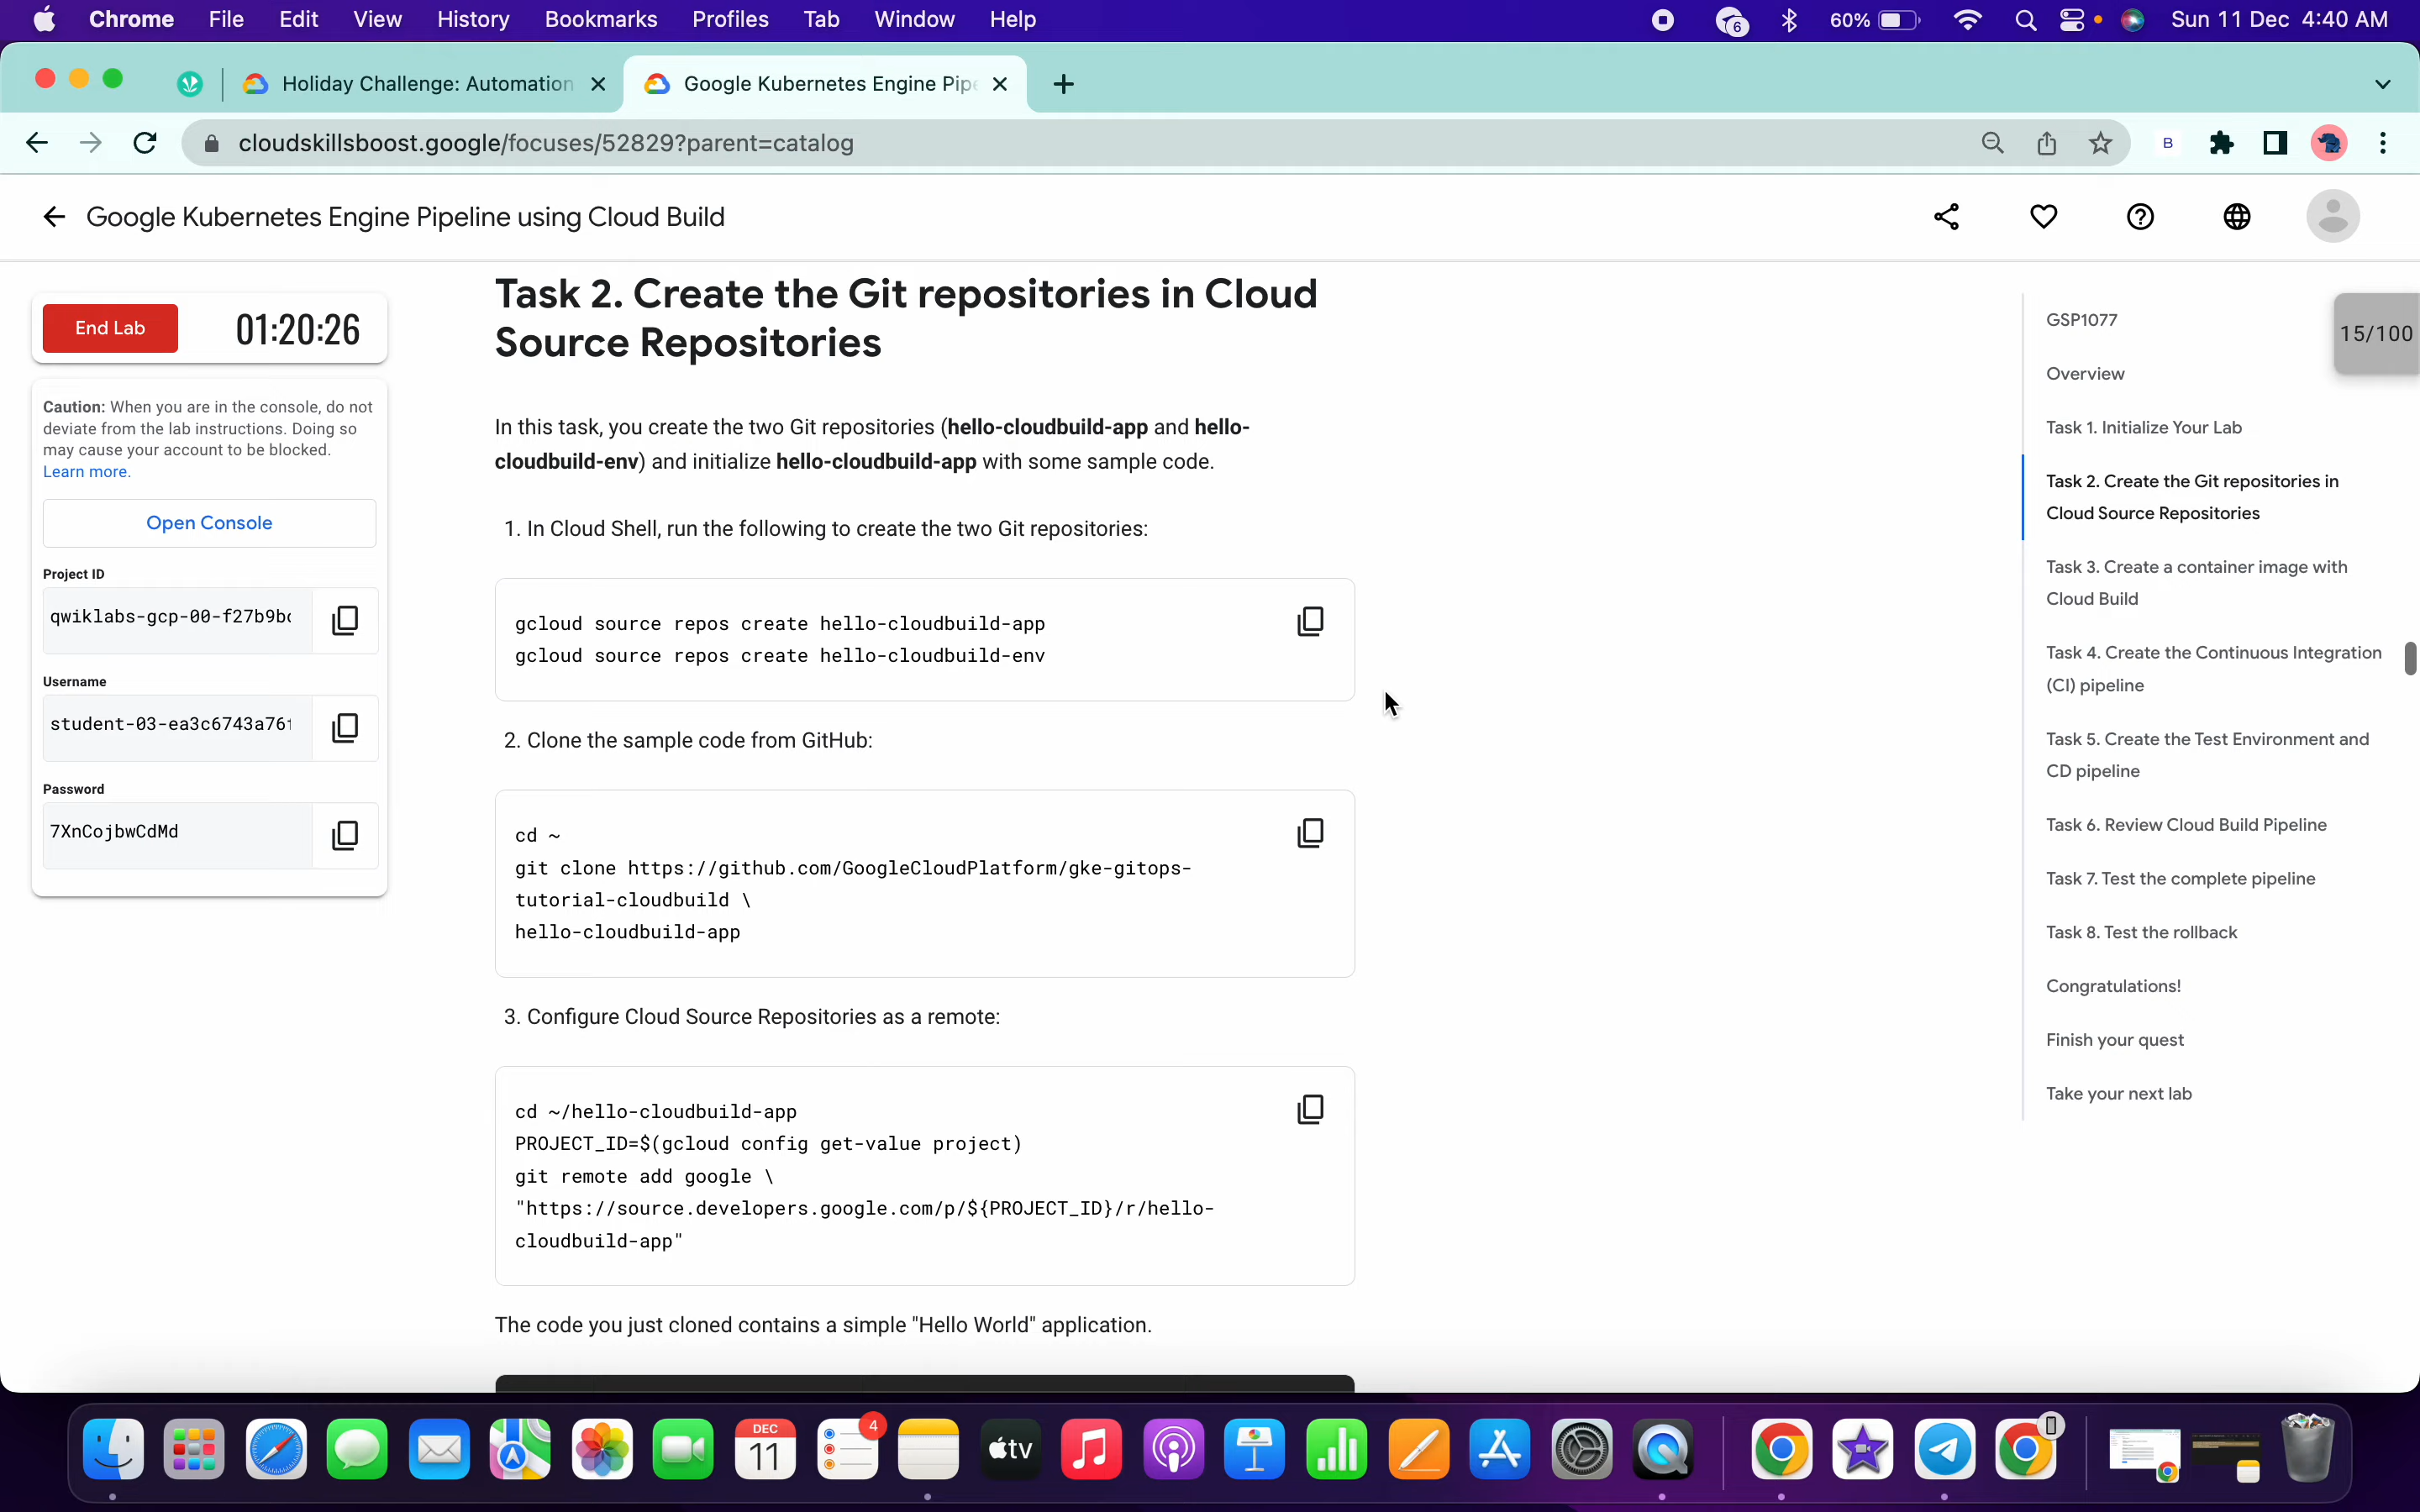 Chrome File Edit View History Bookmarks Profiles Tab Window Help 6 60% Sun 11 Dec 4:40 AM
Holiday Challenge: Automation Google Kubernetes Engine Pipe
cloudskillsboost.google/focuses/52829?parent=catalog B
Google Kubernetes Engine Pipeline using Cloud Build
End Lab 01:20:26
Caution: When you are in the console, do not
deviate from the lab instructions. Doing so
may cause your account to be blocked.
Learn more.
Open Console
Project ID
qwiklabs-gcp-00-f27b9bc
Username
student-03-ea3c6743a76f
Password
7XnCojbwCdMd
Task 2. Create the Git repositories in Cloud
Source Repositories
In this task, you create the two Git repositories (hello-cloudbuild-app and hello-
cloudbuild-env) and initialize hello-cloudbuild-app with some sample code.
1. In Cloud Shell, run the following to create the two Git repositories:
gcloud source repos create hello-cloudbuild-app
gcloud source repos create hello-cloudbuild-env
2. Clone the sample code from GitHub:
cd ~
git clone https://github.com/GoogleCloudPlatform/gke-gitops-
tutorial-cloudbuild \
hello-cloudbuild-app
3. Configure Cloud Source Repositories as a remote:
cd ~/hello-cloudbuild-app
PROJECT_ID=$(gcloud config get-value project)
git remote add google \
"https://source.developers.google.com/p/${PROJECT_ID}/r/hello-
cloudbuild-app"
The code you just cloned contains a simple "Hello World" application.
GSP1077
15/100
Overview
Task 1. Initialize Your Lab
Task 2. Create the Git repositories in
Cloud Source Repositories
Task 3. Create a container image with
Cloud Build
Task 4. Create the Continuous Integration
(CI) pipeline
Task 5. Create the Test Environment and
CD pipeline
Task 6. Review Cloud Build Pipeline
Task 7. Test the complete pipeline
Task 8. Test the rollback
Congratulations!
Finish your quest
Take your next lab
DEC
11
4
tv